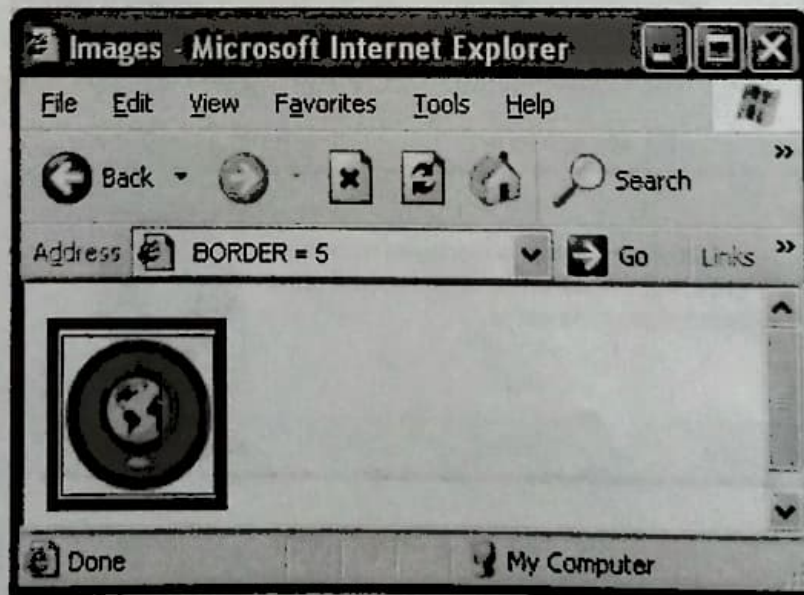 Images - Microsoft Internet Explorer
File Edit View Favorites Tools Help
Back Search »
Address BORDER = 5 Go Links »
Done My Computer